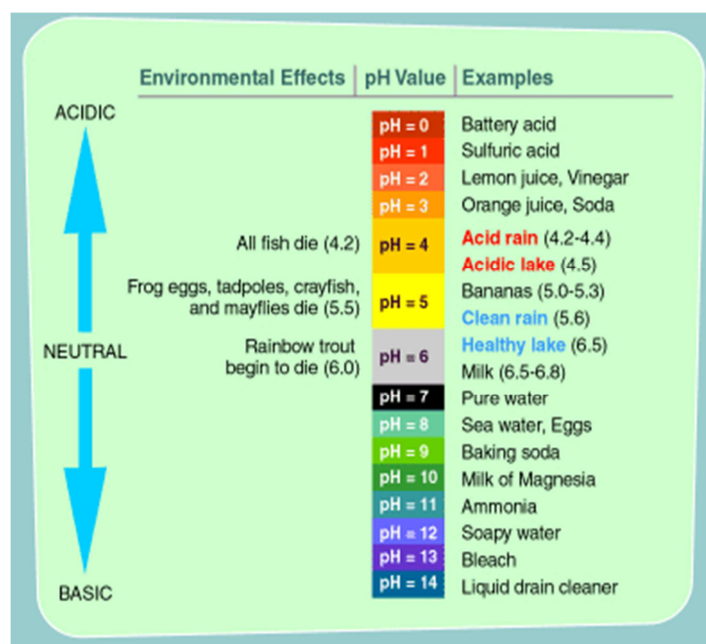 Environmental Effects pH Value Examples
ACIDIC
pH = 0 Battery acid
pH = 1 Sulfuric acid
pH = 2 Lemon juice, Vinegar
pH = 3 Orange juice, Soda
All fish die (4.2) pH = 4 Acid rain (4.2-4.4)
Acidic lake (4.5)
Frog eggs, tadpoles, crayfish,
and mayflies die (5.5) pH = 5 Bananas (5.0-5.3)
Clean rain (5.6)
NEUTRAL
Rainbow trout
begin to die (6.0) pH = 6 Healthy lake (6.5)
Milk (6.5-6.8)
pH = 7 Pure water
pH = 8 Sea water, Eggs
pH = 9 Baking soda
pH = 10 Milk of Magnesia
pH = 11 Ammonia
pH = 12 Soapy water
pH = 13 Bleach
pH = 14 Liquid drain cleaner
BASIC